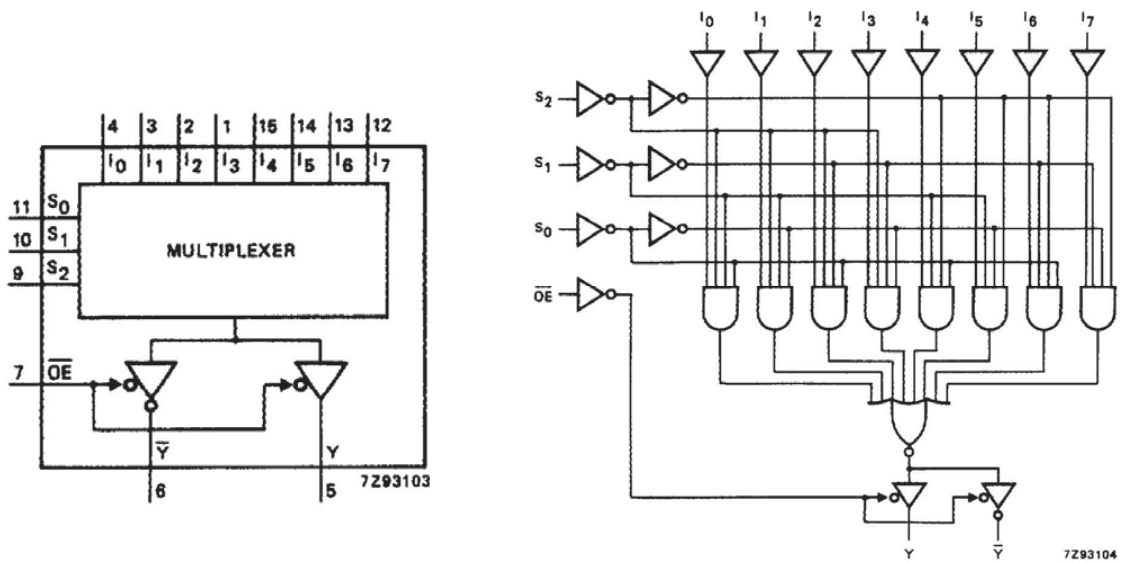 4 3 2 1 15 14 13 12
I0 I1 I2 I3 I4 I5 I6 I7
11 S0
10 S1
9 S2
MULTIPLEXER
7 O̅E̅
Y̅ Y
7Z93103
6 5
I0 I1 I2 I3 I4 I5 I6 I7
S2
S1
S0
O̅E̅
Y Y̅
7Z93104